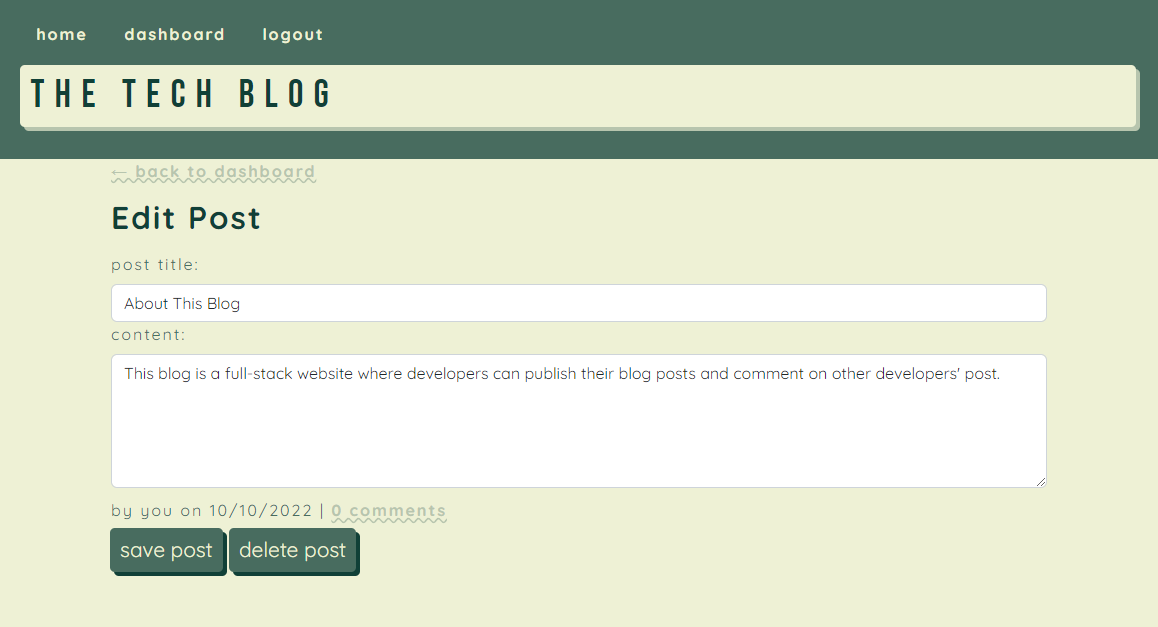 home dashboard logout
THE TECH BLOG
← back to dashboard
Edit Post
post title:
About This Blog
content:
This blog is a full-stack website where developers can publish their blog posts and comment on other developers' post.
by you on 10/10/2022 | 0 comments
save post delete post